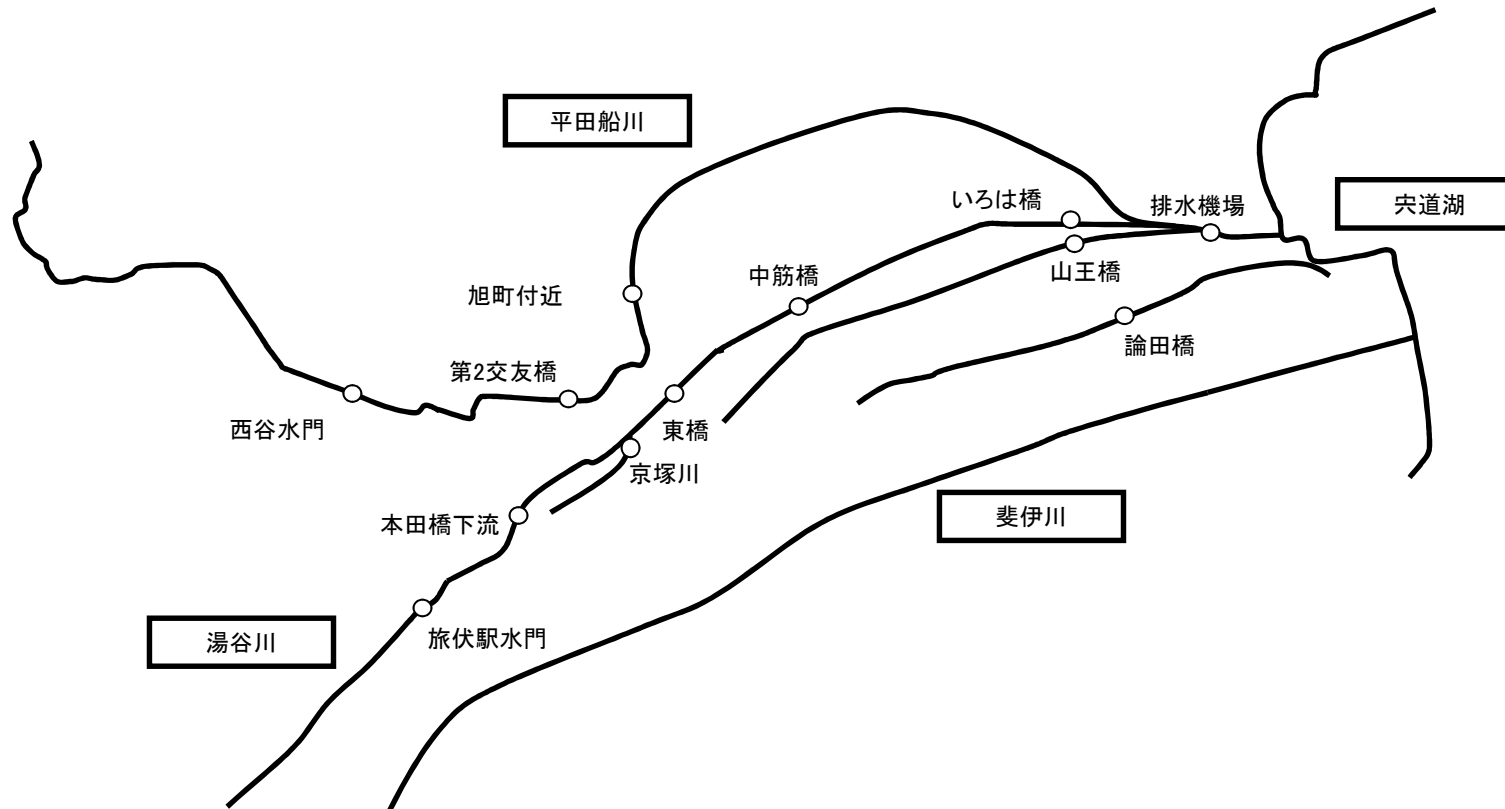 平田船川
宍道湖
いろは橋
排水機場
中筋橋
山王橋
旭町付近
論田橋
第2交友橋
西谷水門
東橋
京塚川
本田橋下流
斐伊川
湯谷川
旅伏駅水門